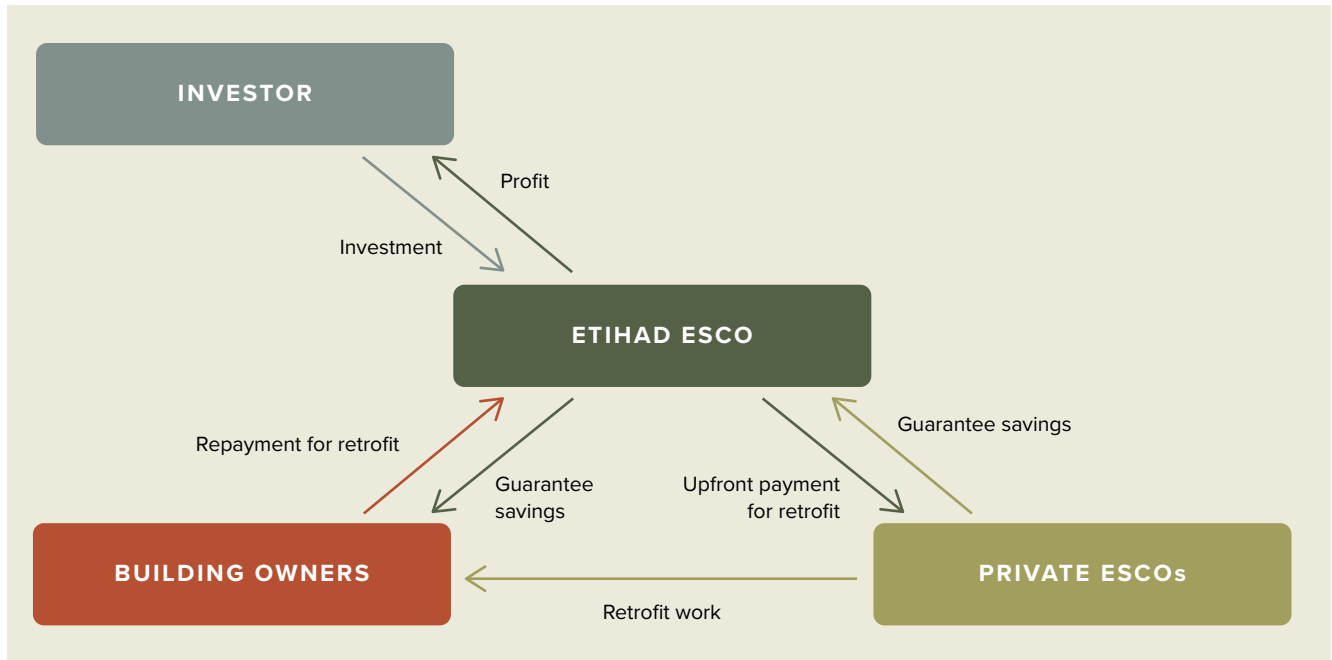 INVESTOR
Profit
Investment
ETIHAD ESCO
Repayment for retrofit
Guarantee
savings
Upfront payment
for retrofit
Guarantee savings
BUILDING OWNERS
PRIVATE ESCOs
Retrofit work